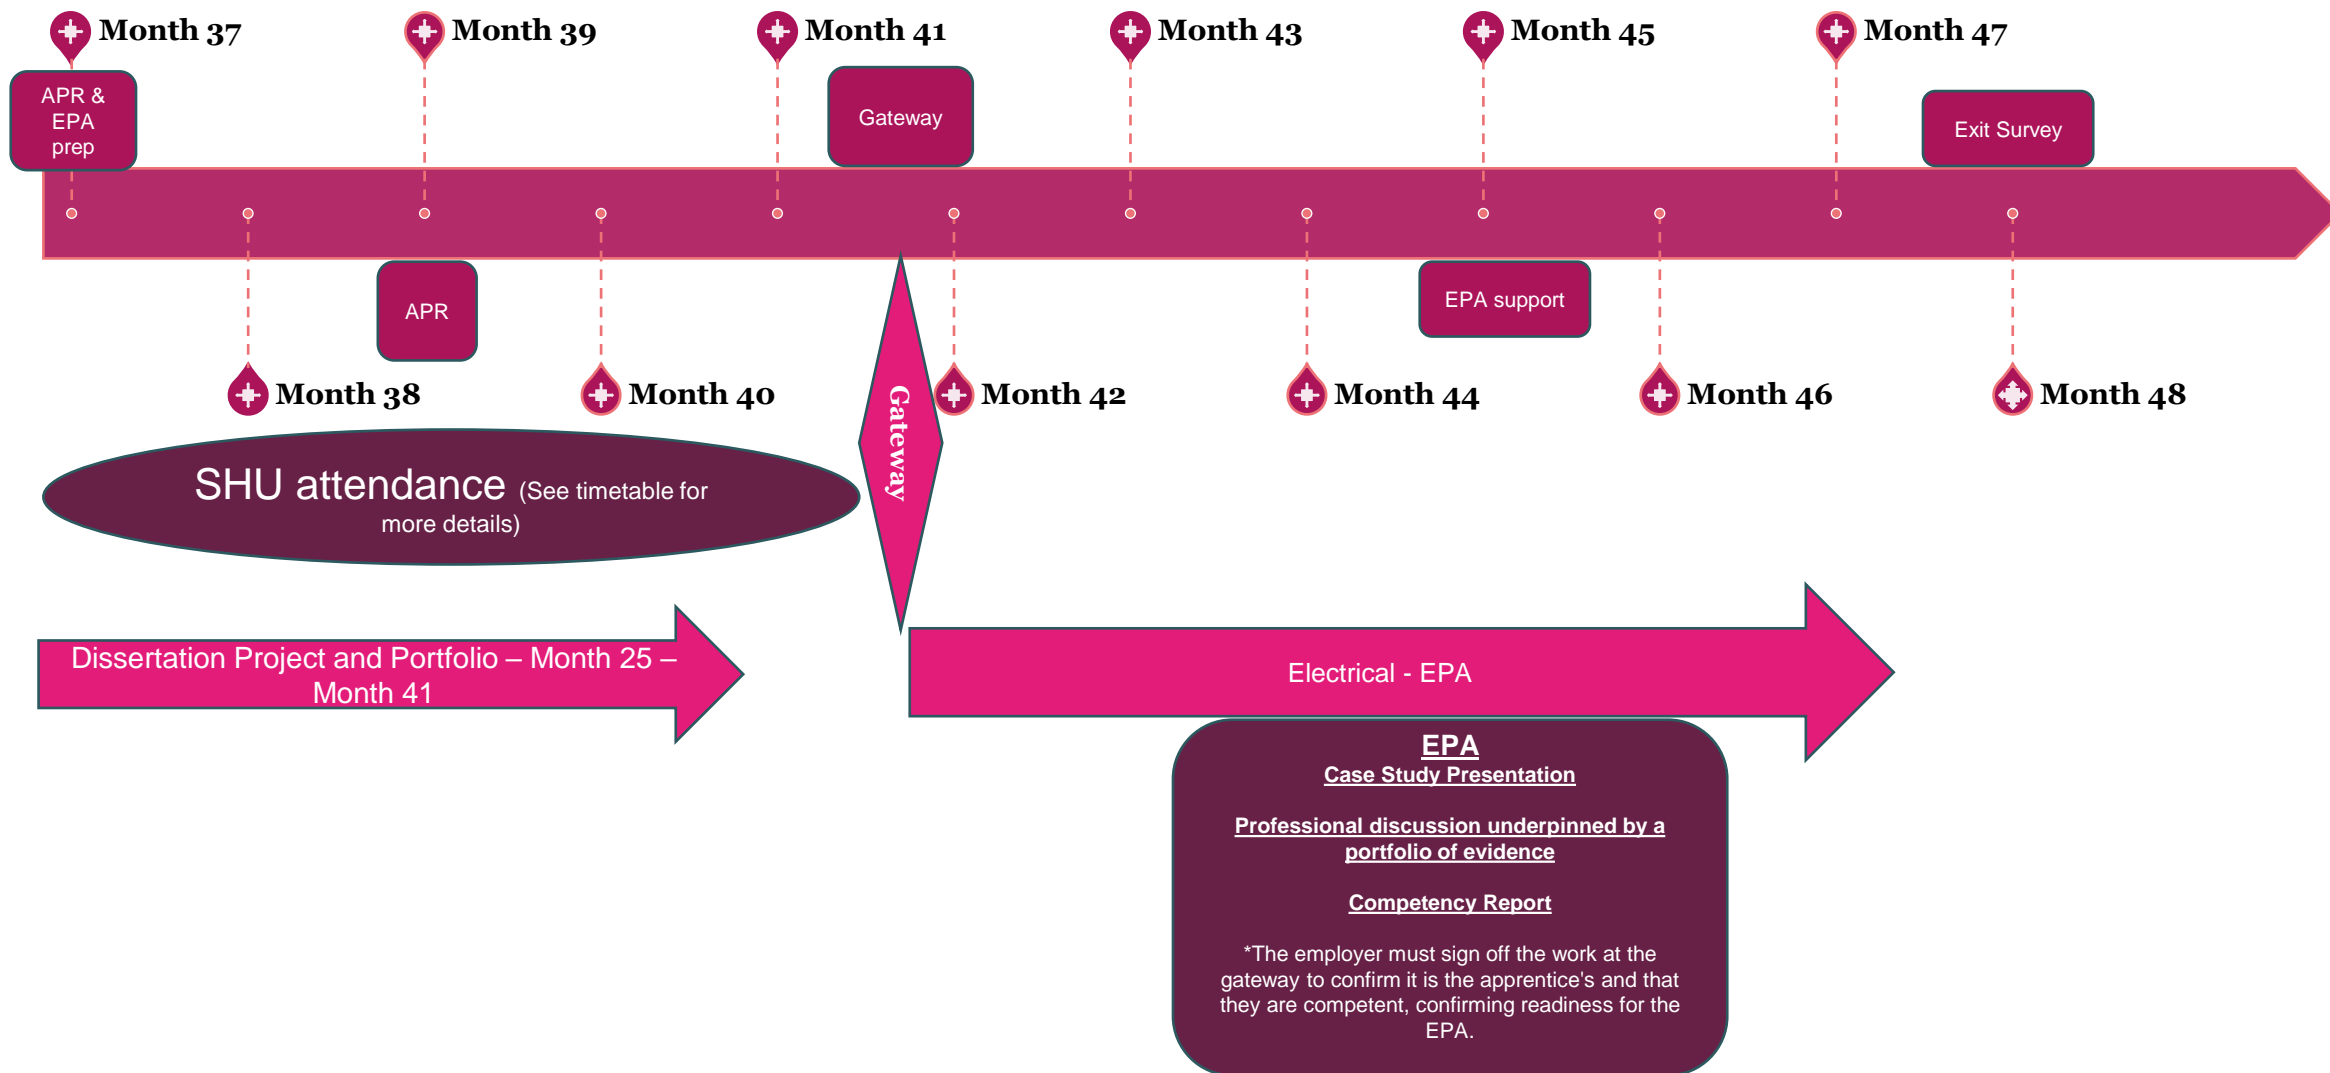 Month 37
Month 39
Month 41
Month 43
Month 45
Month 47
APR &
EPA
prep
Gateway
Exit Survey
APR
EPA support
Month 38
Month 40
Gateway
Month 42
Month 44
Month 46
Month 48
SHU attendance (See timetable for
more details)
Dissertation Project and Portfolio – Month 25 –
Month 41
Electrical - EPA
EPA
Case Study Presentation
Professional discussion underpinned by a
portfolio of evidence
Competency Report
*The employer must sign off the work at the
gateway to confirm it is the apprentice's and that
they are competent, confirming readiness for the
EPA.